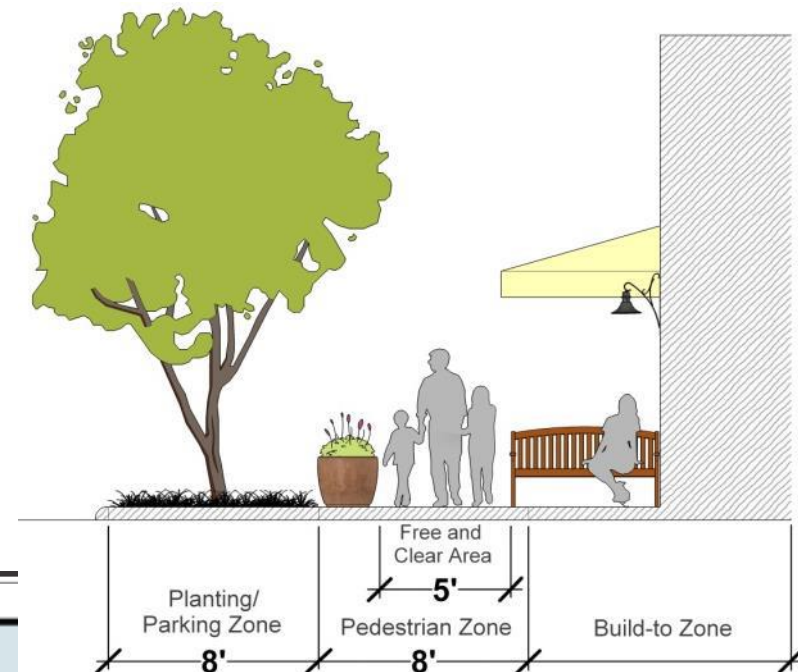 Free and
Clear Area
5'
Planting/
Parking Zone
Pedestrian Zone
Build-to Zone
8'
8'